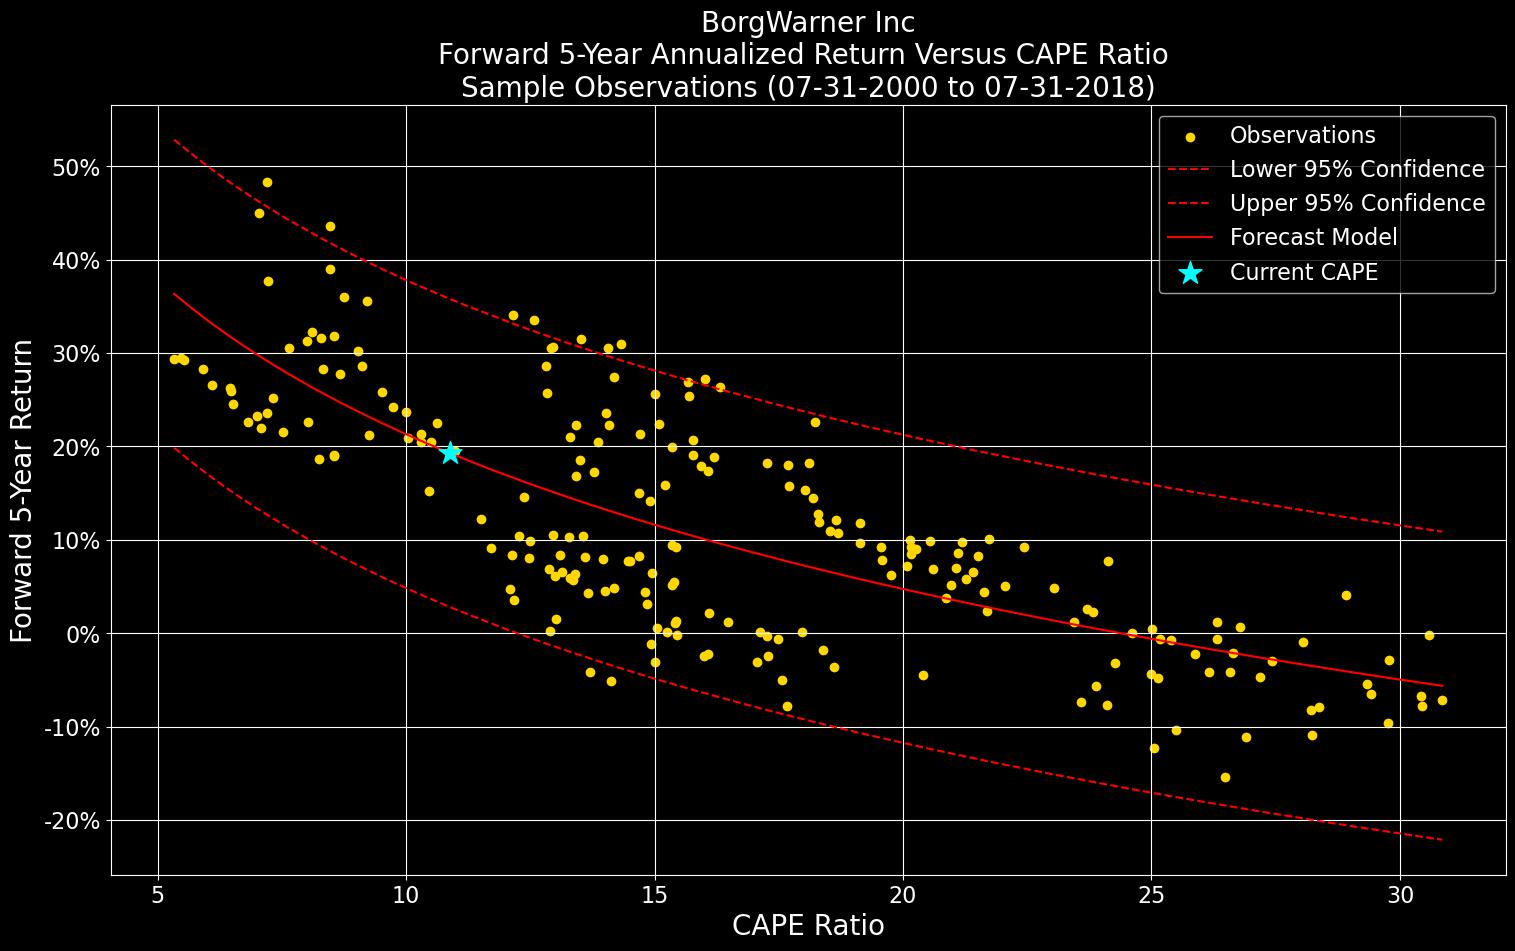 BorgWarner Inc
Forward 5-Year Annualized Return Versus CAPE Ratio
Sample Observations (07-31-2000 to 07-31-2018)
Observations
Lower 95% Confidence
Upper 95% Confidence
Forecast Model
Current CAPE
Forward 5-Year Return
50%
40%
30%
20%
10%
0%
-10%
-20%
5 10 15 20 25 30
CAPE Ratio